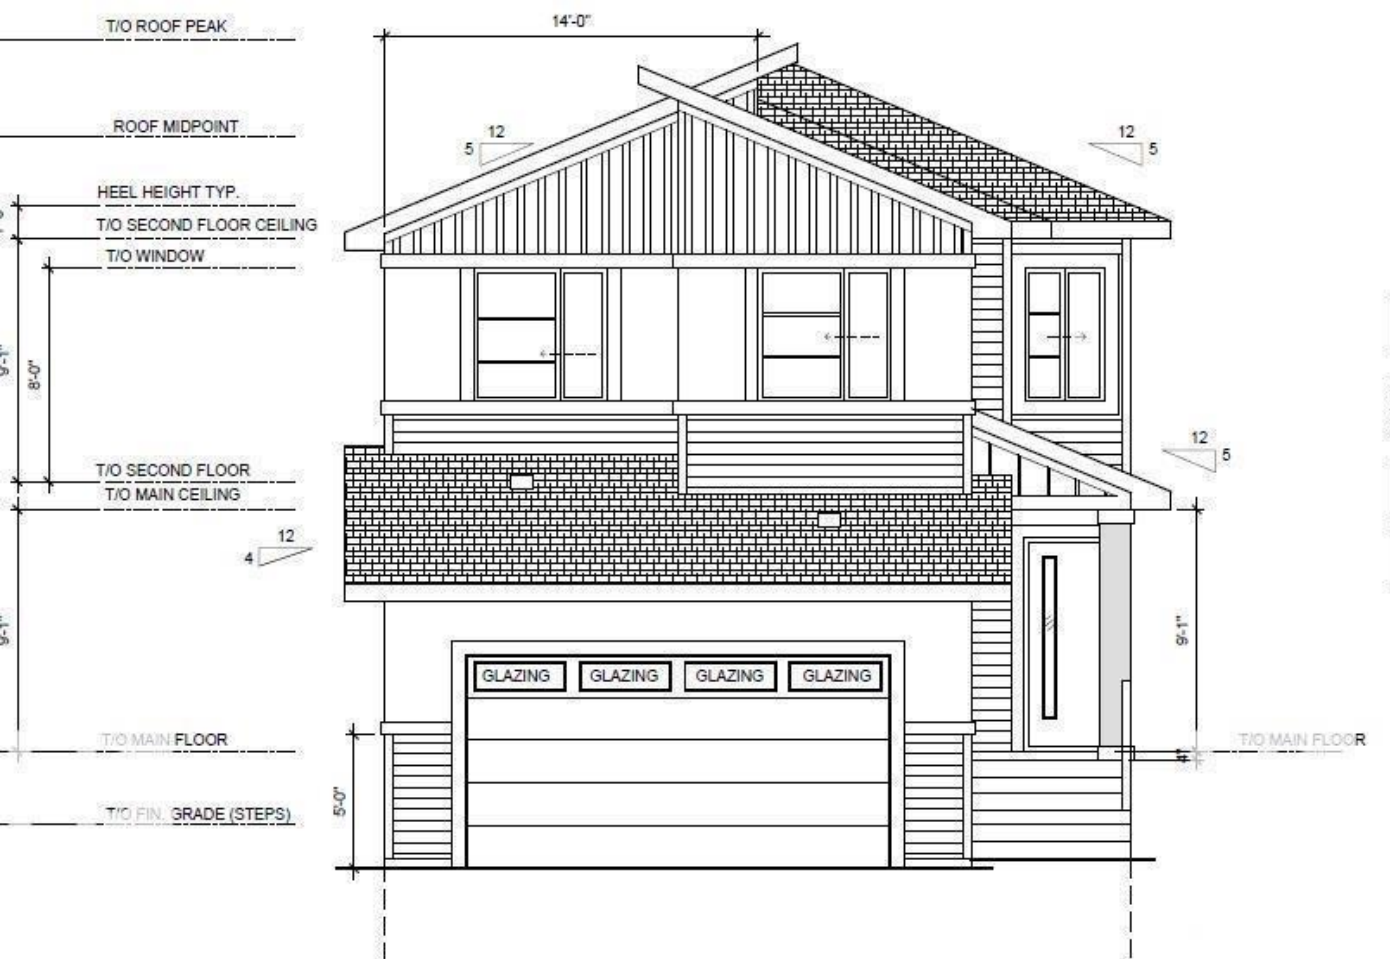 14'-0"
T/O ROOF PEAK
ROOF MIDPOINT
12
5
12
5
HEEL HEIGHT TYP.
T/O SECOND FLOOR CEILING
T/O WINDOW
9'-1"
8'-0"
12
5
T/O SECOND FLOOR
T/O MAIN CEILING
12
4
9'-1"
9'-1"
GLAZING GLAZING GLAZING GLAZING
T/O MAIN FLOOR
T/O MAIN FLOOR
4"
5'-0"
T/O FIN. GRADE (STEPS)